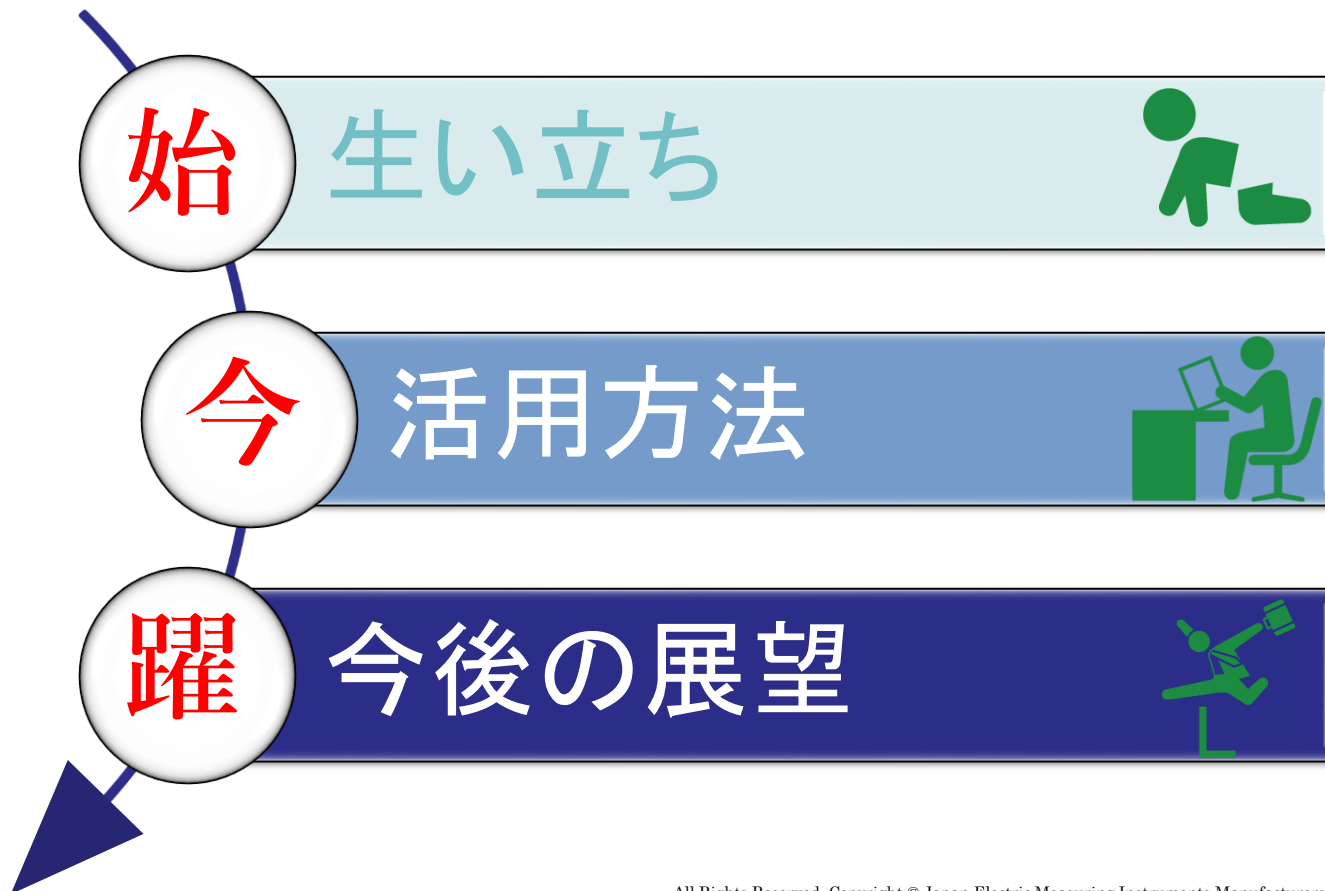 始
生い立ち
今
活用方法
躍
今後の展望
All Rights Reserved, Copyright © Japan Electric Measuring Instruments Manufacturers